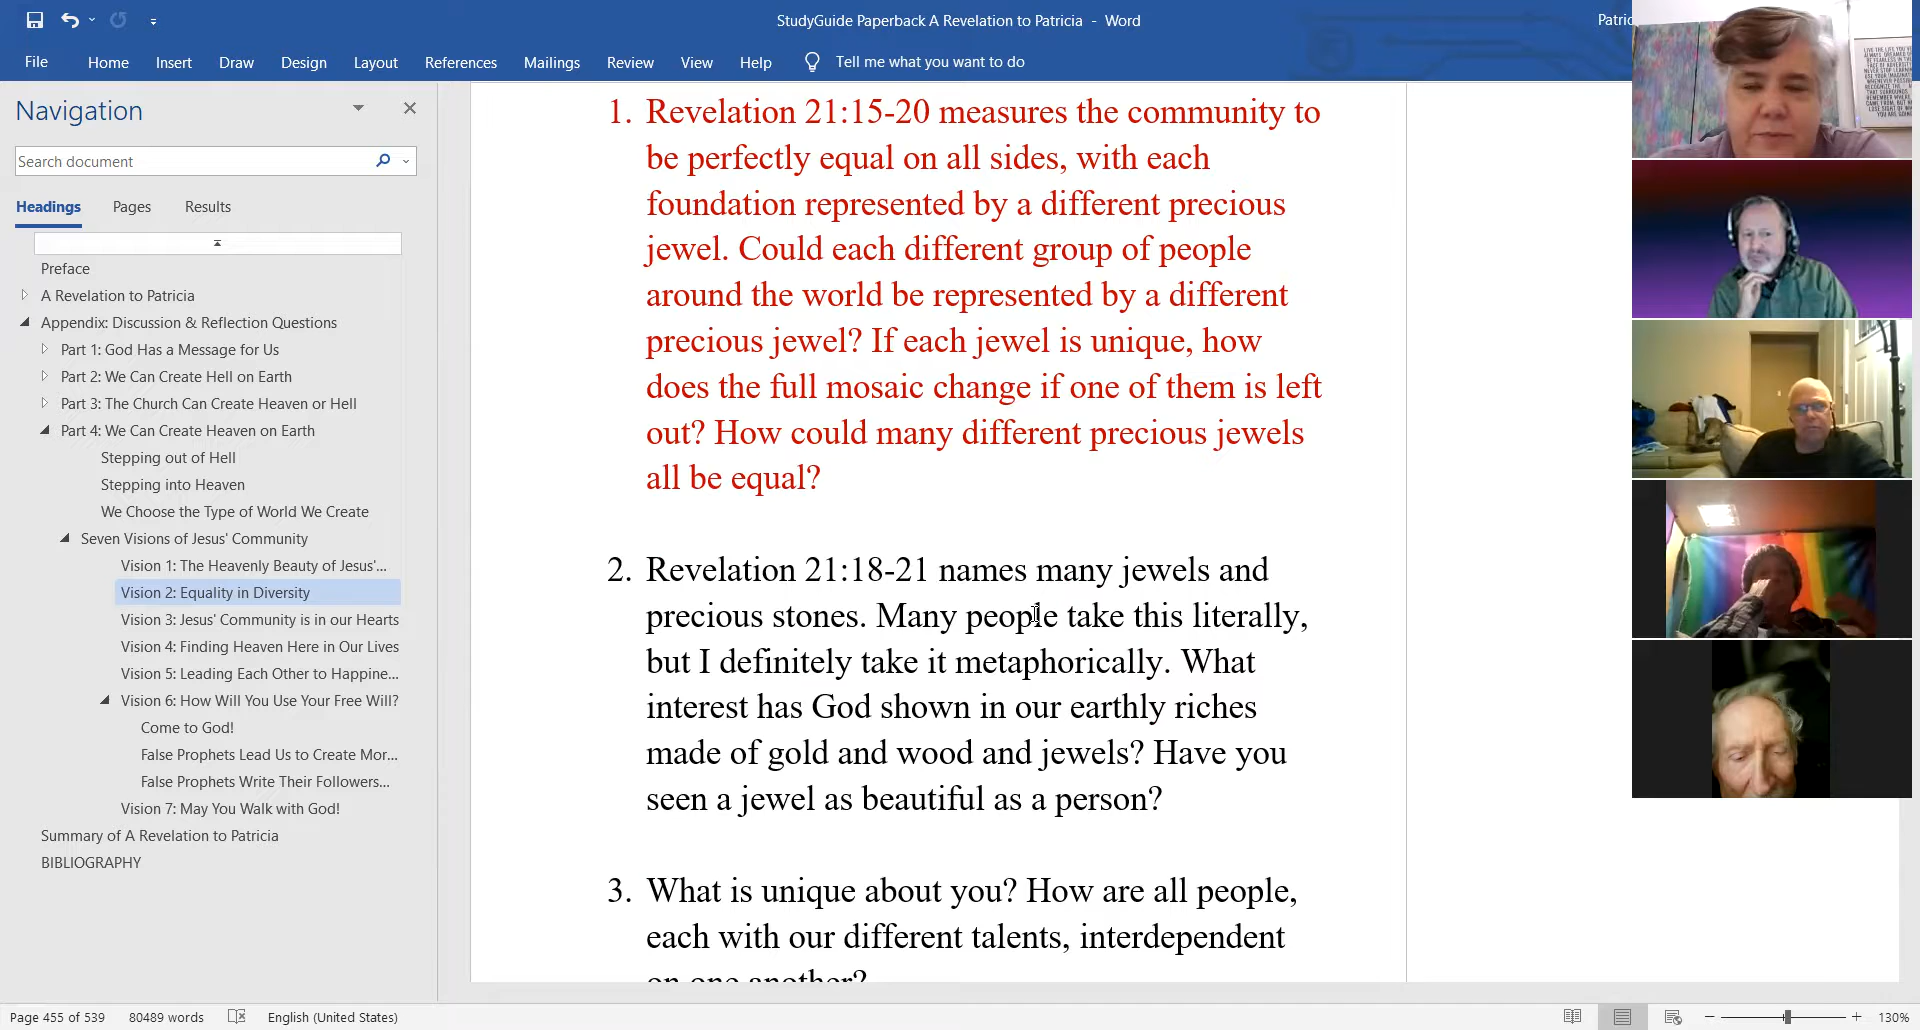 StudyGuide Paperback A Revelation to Patricia - Word
Patric
File Home Insert Draw Design Layout References Mailings Review View Help Tell me what you want to do
Navigation
Search document
Headings Pages Results
Preface
A Revelation to Patricia
Appendix: Discussion & Reflection Questions
Part 1: God Has a Message for Us
Part 2: We Can Create Hell on Earth
Part 3: The Church Can Create Heaven or Hell
Part 4: We Can Create Heaven on Earth
Stepping out of Hell
Stepping into Heaven
We Choose the Type of World We Create
Seven Visions of Jesus' Community
Vision 1: The Heavenly Beauty of Jesus'...
Vision 2: Equality in Diversity
Vision 3: Jesus' Community is in our Hearts
Vision 4: Finding Heaven Here in Our Lives
Vision 5: Leading Each Other to Happine...
Vision 6: How Will You Use Your Free Will?
Come to God!
False Prophets Lead Us to Create Mor...
False Prophets Write Their Followers...
Vision 7: May You Walk with God!
Summary of A Revelation to Patricia
BIBLIOGRAPHY
1. Revelation 21:15-20 measures the community to
be perfectly equal on all sides, with each
foundation represented by a different precious
jewel. Could each different group of people
around the world be represented by a different
precious jewel? If each jewel is unique, how
does the full mosaic change if one of them is left
out? How could many different precious jewels
all be equal?
2. Revelation 21:18-21 names many jewels and
precious stones. Many people take this literally,
but I definitely take it metaphorically. What
interest has God shown in our earthly riches
made of gold and wood and jewels? Have you
seen a jewel as beautiful as a person?
3. What is unique about you? How are all people,
each with our different talents, interdependent
on one another?
Page 455 of 539 80489 words English (United States) 130%